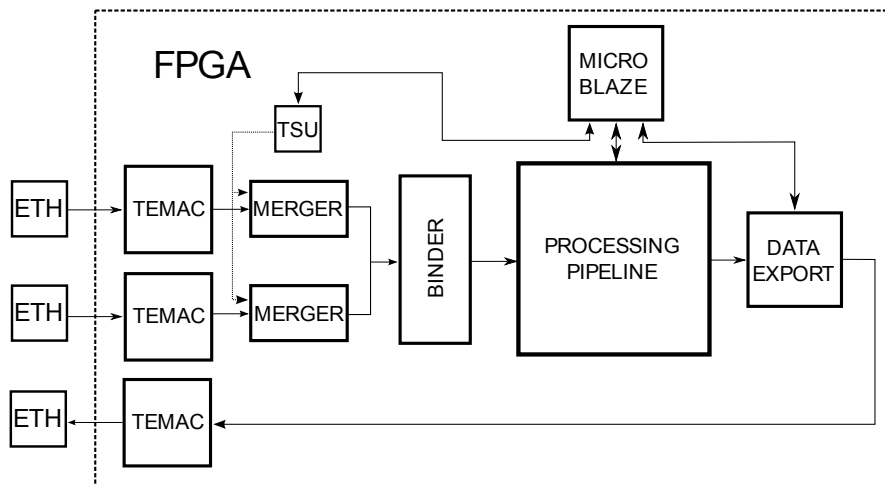 FPGA
MICRO
BLAZE
TSU
ETH
TEMAC
MERGER
BINDER
PROCESSING
PIPELINE
DATA
EXPORT
ETH
TEMAC
MERGER
ETH
TEMAC